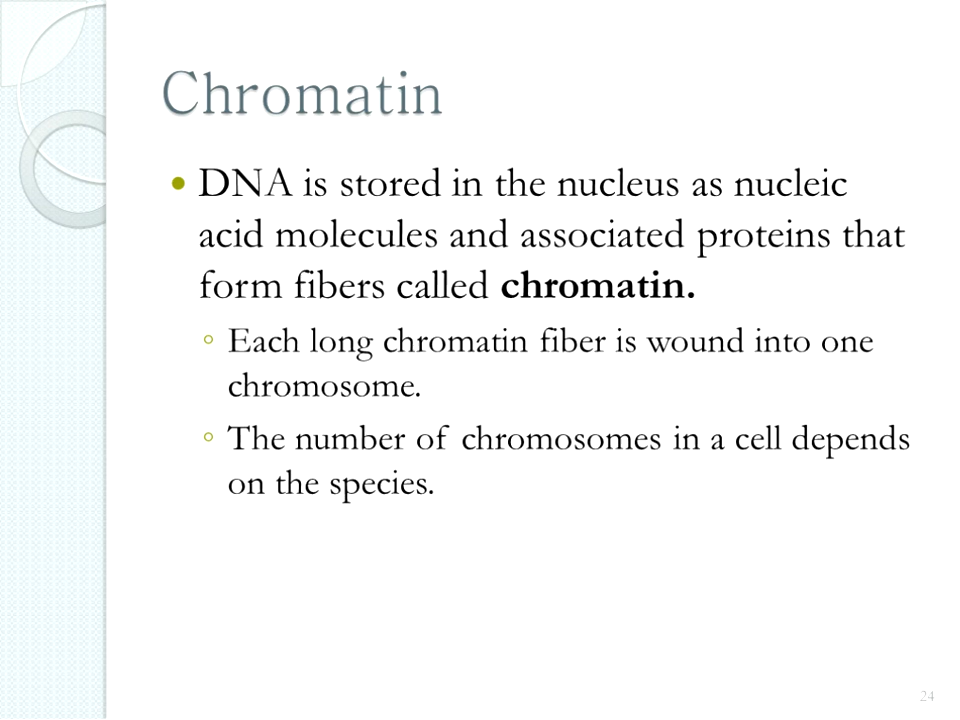 Chromatin
• DNA is stored in the nucleus as nucleic
acid molecules and associated proteins that
form fibers called chromatin.
◦ Each long chromatin fiber is wound into one
chromosome.
◦ The number of chromosomes in a cell depends
on the species.
24